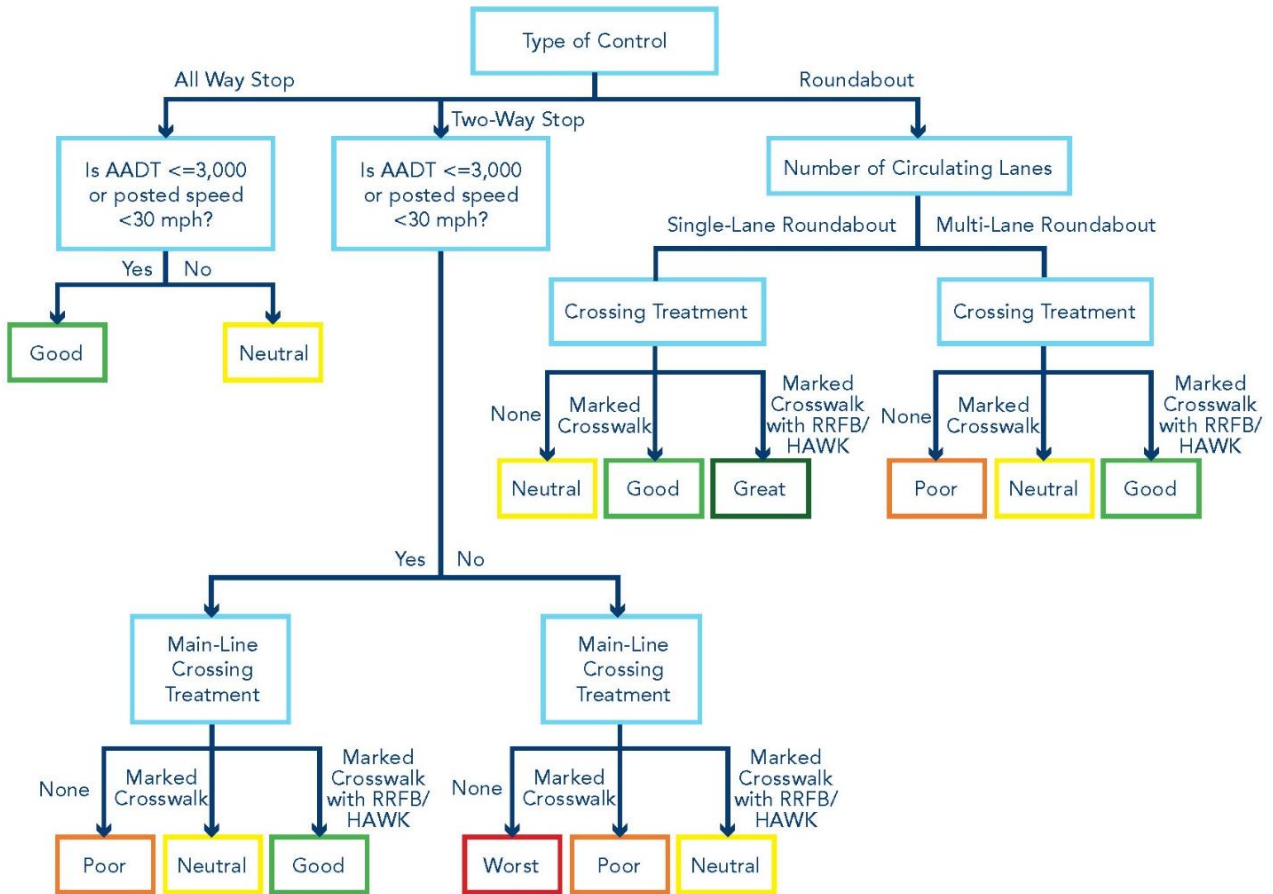 Type of Control
All Way Stop
Roundabout
Two-Way Stop
Is AADT <=3,000
or posted speed
<30 mph?
Is AADT <=3,000
or posted speed
<30 mph?
Number of Circulating Lanes
Single-Lane Roundabout
Multi-Lane Roundabout
Yes
No
Good
Neutral
Crossing Treatment
Crossing Treatment
None
Marked
Crosswalk
Marked
Crosswalk
with RRFB/
HAWK
None
Marked
Crosswalk
Marked
Crosswalk
with RRFB/
HAWK
Neutral
Good
Great
Poor
Neutral
Good
Yes
No
Main-Line
Crossing
Treatment
Main-Line
Crossing
Treatment
None
Marked
Crosswalk
Marked
Crosswalk
with RRFB/
HAWK
None
Marked
Crosswalk
Marked
Crosswalk
with RRFB/
HAWK
Poor
Neutral
Good
Worst
Poor
Neutral